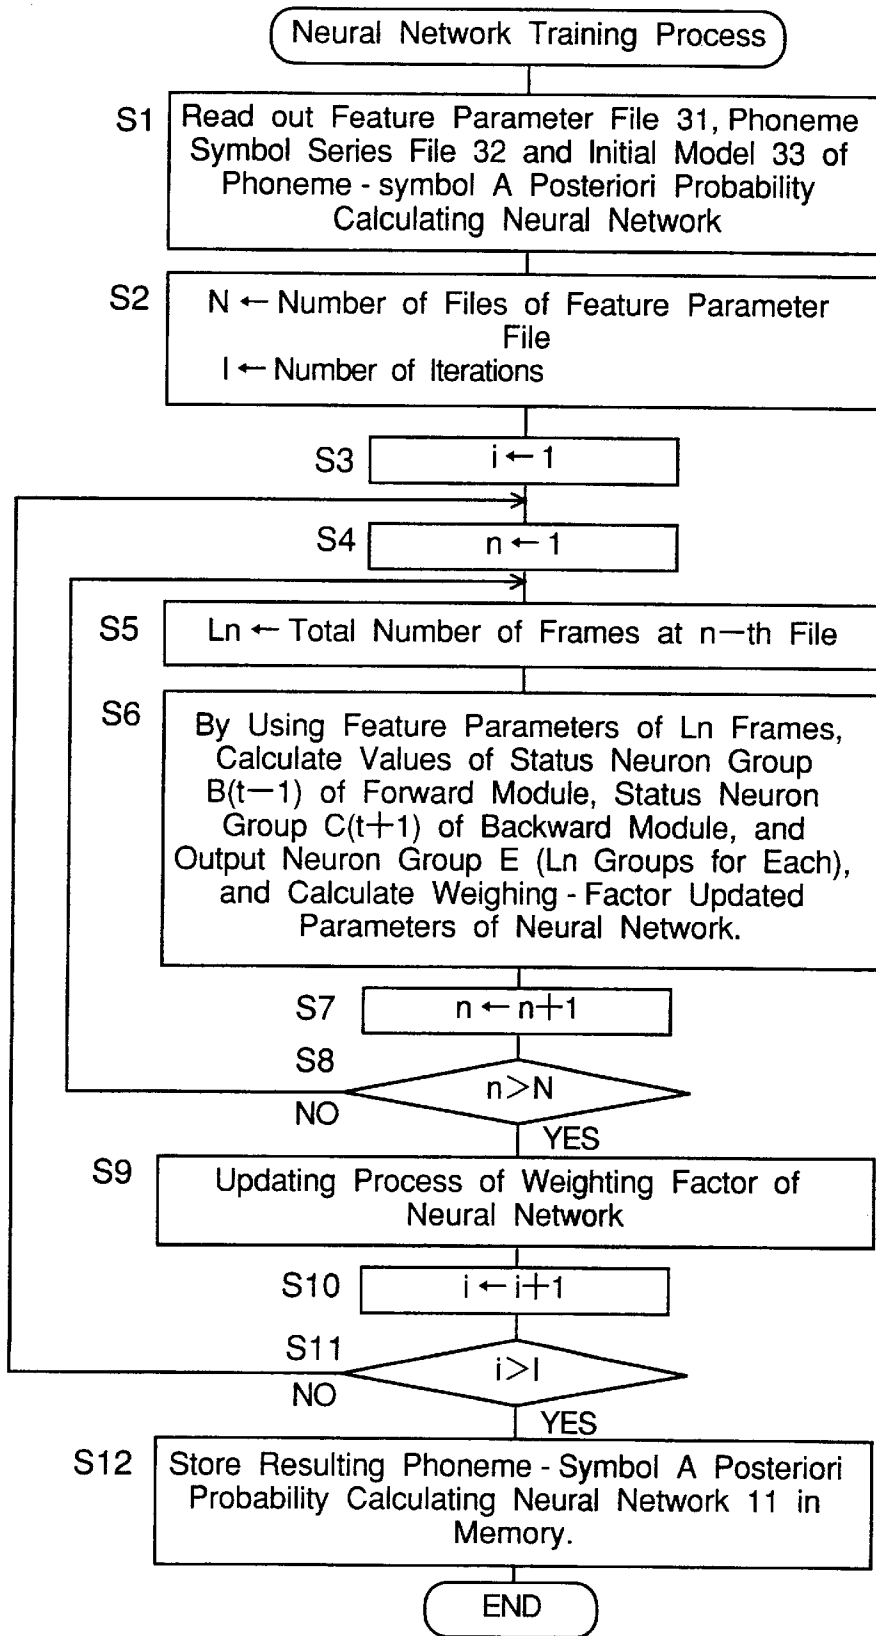 Neural Network Training Process
S1
Read out Feature Parameter File 31, Phoneme
Symbol Series File 32 and Initial Model 33 of
Phoneme - symbol A Posteriori Probability
Calculating Neural Network
S2
N ← Number of Files of Feature Parameter
File
I ← Number of Iterations
S3
i ← 1
S4
n ← 1
S5
Ln ← Total Number of Frames at n—th File
S6
By Using Feature Parameters of Ln Frames,
Calculate Values of Status Neuron Group
B(t—1) of Forward Module, Status Neuron
Group C(t+1) of Backward Module, and
Output Neuron Group E (Ln Groups for Each),
and Calculate Weighing - Factor Updated
Parameters of Neural Network.
S7
n ← n+1
S8
n>N
NO
YES
S9
Updating Process of Weighting Factor of
Neural Network
S10
i ← i+1
S11
i>I
NO
YES
S12
Store Resulting Phoneme - Symbol A Posteriori
Probability Calculating Neural Network 11 in
Memory.
END